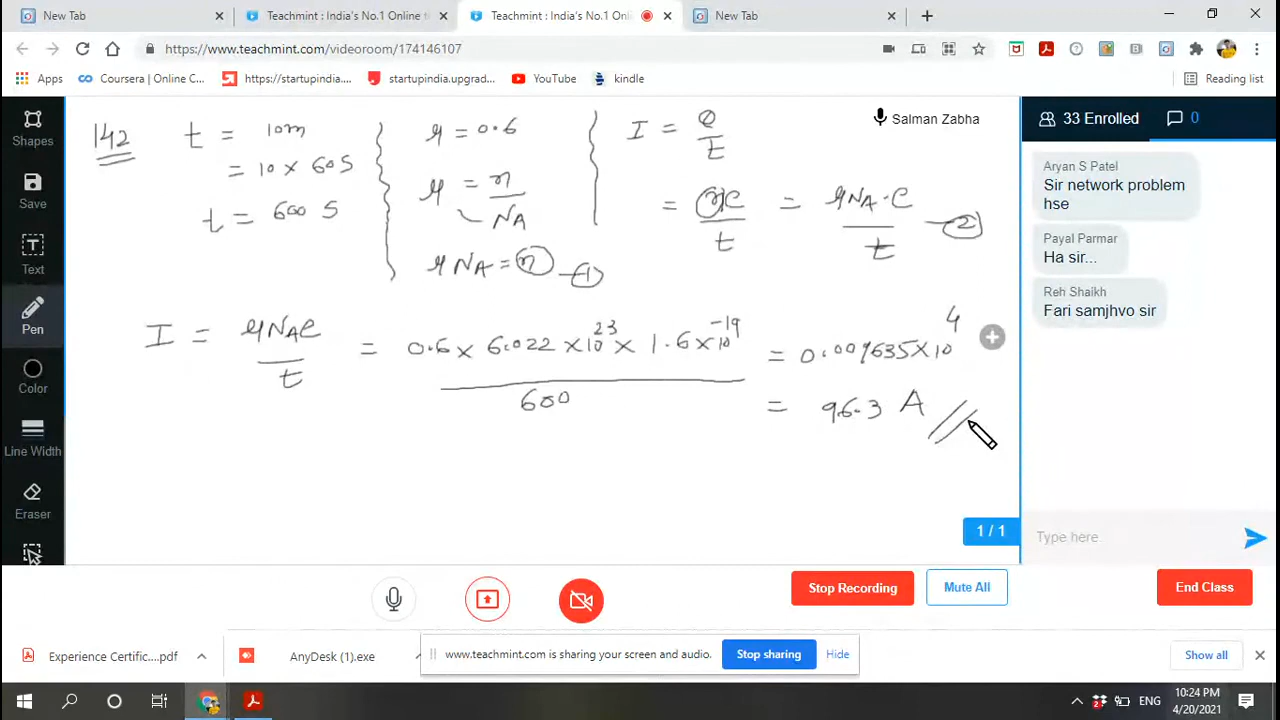 New Tab
Teachmint : India's No.1 Online t
Teachmint : India's No.1 Onlin
New Tab
https://www.teachmint.com/videoroom/174146107
Apps
Coursera | Online C...
https://startupindia....
startupindia.upgrad...
YouTube
kindle
Reading list
Shapes
Save
Text
Pen
Color
Line Width
Eraser
142
t = 10m
= 10 × 60 S
t = 600 S
μ = 0.6
μ = n / NA
μ NA = n —①
I = Q / t
= ne / t = μNA·e / t —②
I = μNAe / t = 0.6 × 6.022 × 10^23 × 1.6 × 10^-19 / 600 = 0.009635 × 10^4
= 96.3 A
Salman Zabha
1 / 1
33 Enrolled
0
Aryan S Patel
Sir network problem
hse
Payal Parmar
Ha sir...
Reh Shaikh
Fari samjhvo sir
Type here
Stop Recording
Mute All
End Class
Experience Certific....pdf
AnyDesk (1).exe
www.teachmint.com is sharing your screen and audio.
Stop sharing
Hide
Show all
ENG
10:24 PM
4/20/2021